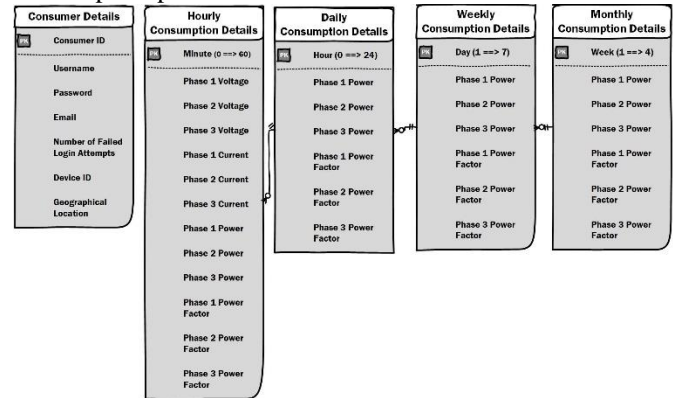 Consumer Details
PK Consumer ID
Username
Password
Email
Number of Failed
Login Attempts
Device ID
Geographical
Location
Hourly
Consumption Details
PK Minute (0 ==> 60)
Phase 1 Voltage
Phase 2 Voltage
Phase 3 Voltage
Phase 1 Current
Phase 2 Current
Phase 3 Current
Phase 1 Power
Phase 2 Power
Phase 3 Power
Phase 1 Power
Factor
Phase 2 Power
Factor
Phase 3 Power
Factor
Daily
Consumption Details
PK Hour (0 ==> 24)
Phase 1 Power
Phase 2 Power
Phase 3 Power
Phase 1 Power
Factor
Phase 2 Power
Factor
Phase 3 Power
Factor
Weekly
Consumption Details
PK Day (1 ==> 7)
Phase 1 Power
Phase 2 Power
Phase 3 Power
Phase 1 Power
Factor
Phase 2 Power
Factor
Phase 3 Power
Factor
Monthly
Consumption Details
PK Week (1 ==> 4)
Phase 1 Power
Phase 2 Power
Phase 3 Power
Phase 1 Power
Factor
Phase 2 Power
Factor
Phase 3 Power
Factor